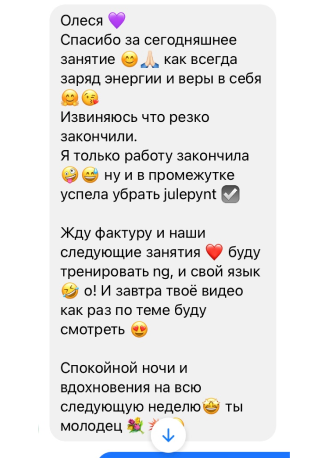 Олеся 💜
Спасибо за сегодняшнее
занятие 😊🙏🏻 как всегда
заряд энергии и веры в себя
🤗😘
Извиняюсь что резко
закончили.
Я только работу закончила
🤪😅 ну и в промежутке
успела убрать julepynt ☑️
Жду фактуру и наши
следующие занятия ❤️ буду
тренировать ng, и свой язык
🤣 о! И завтра твоё видео
как раз по теме буду
смотреть 😍
Спокойной ночи и
вдохновения на всю
следующую неделю🤩 ты
молодец 💐